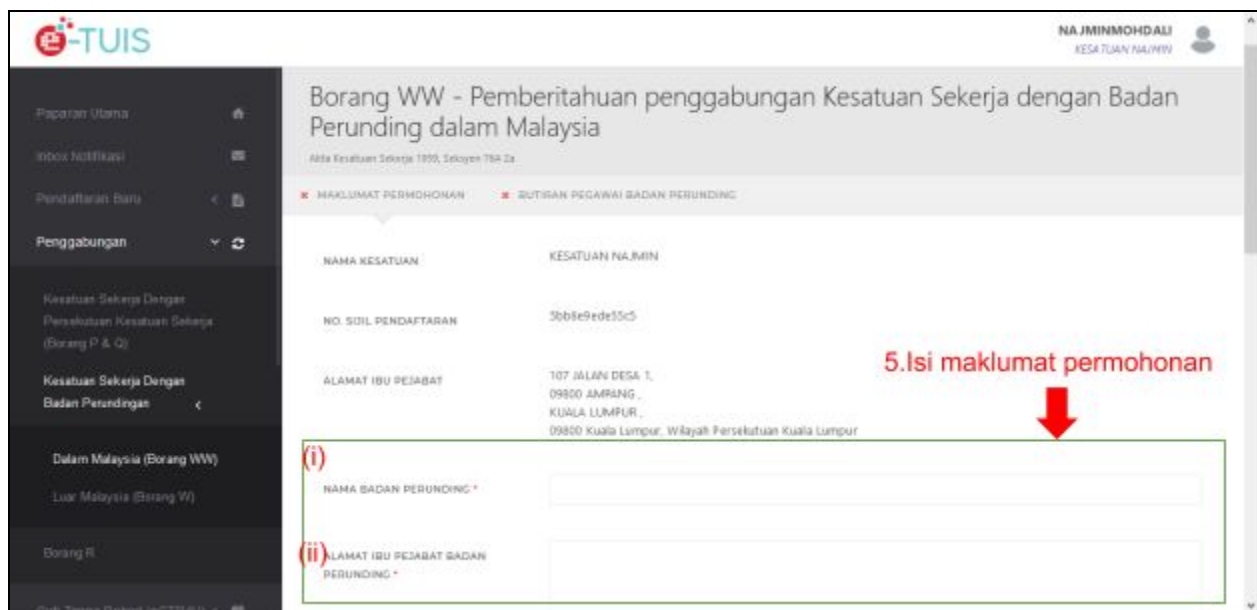 e-TUIS
NAJMINMOHDALI
KESATUAN NAJMIN
Paparan Utama
Inbox Notifikasi
Pendaftaran Baru
Penggabungan
Kesatuan Sekerja Dengan
Persekutuan Kesatuan Sekerja
(Borang P & Q)
Kesatuan Sekerja Dengan
Badan Perundingan
Dalam Malaysia (Borang WW)
Luar Malaysia (Borang W)
Borang R
Borang WW - Pemberitahuan penggabungan Kesatuan Sekerja dengan Badan
Perunding dalam Malaysia
Akta Kesatuan Sekerja 1959, Seksyen 76A 2a
MAKLUMAT PERMOHONAN
BUTIRAN PEGAWAI BADAN PERUNDING
NAMA KESATUAN
KESATUAN NAJMIN
NO. SIJIL PENDAFTARAN
5bb8e9ede55c5
ALAMAT IBU PEJABAT
107 JALAN DESA 1,
09800 AMPANG ,
KUALA LUMPUR ,
09800 Kuala Lumpur, Wilayah Persekutuan Kuala Lumpur
5.Isi maklumat permohonan
(i)
NAMA BADAN PERUNDING *
(ii)
ALAMAT IBU PEJABAT BADAN
PERUNDING *